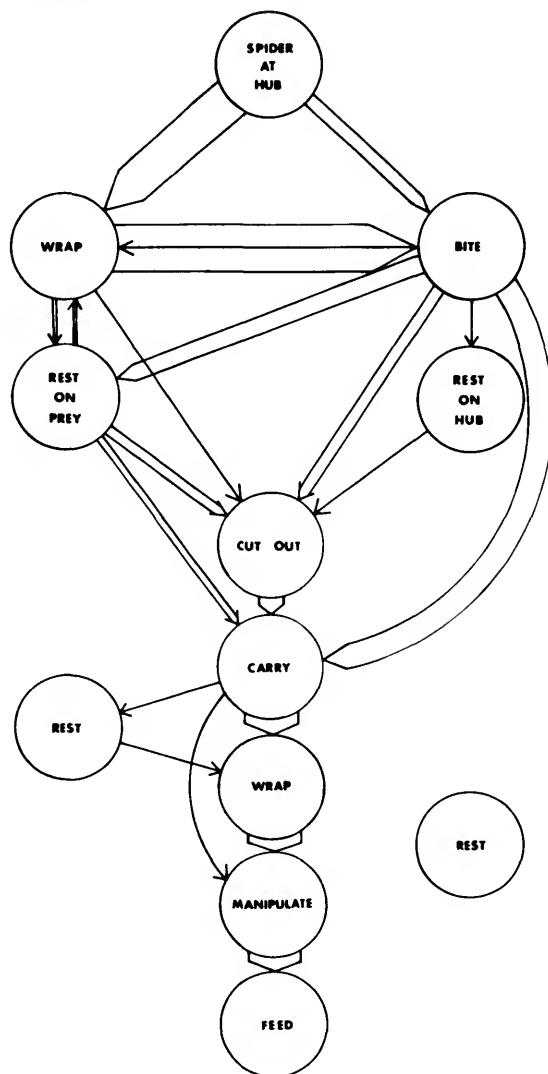 SPIDER
AT
HUB
WRAP
BITE
REST
ON
PREY
REST
ON
HUB
CUT OUT
CARRY
REST
WRAP
REST
MANIPULATE
FEED